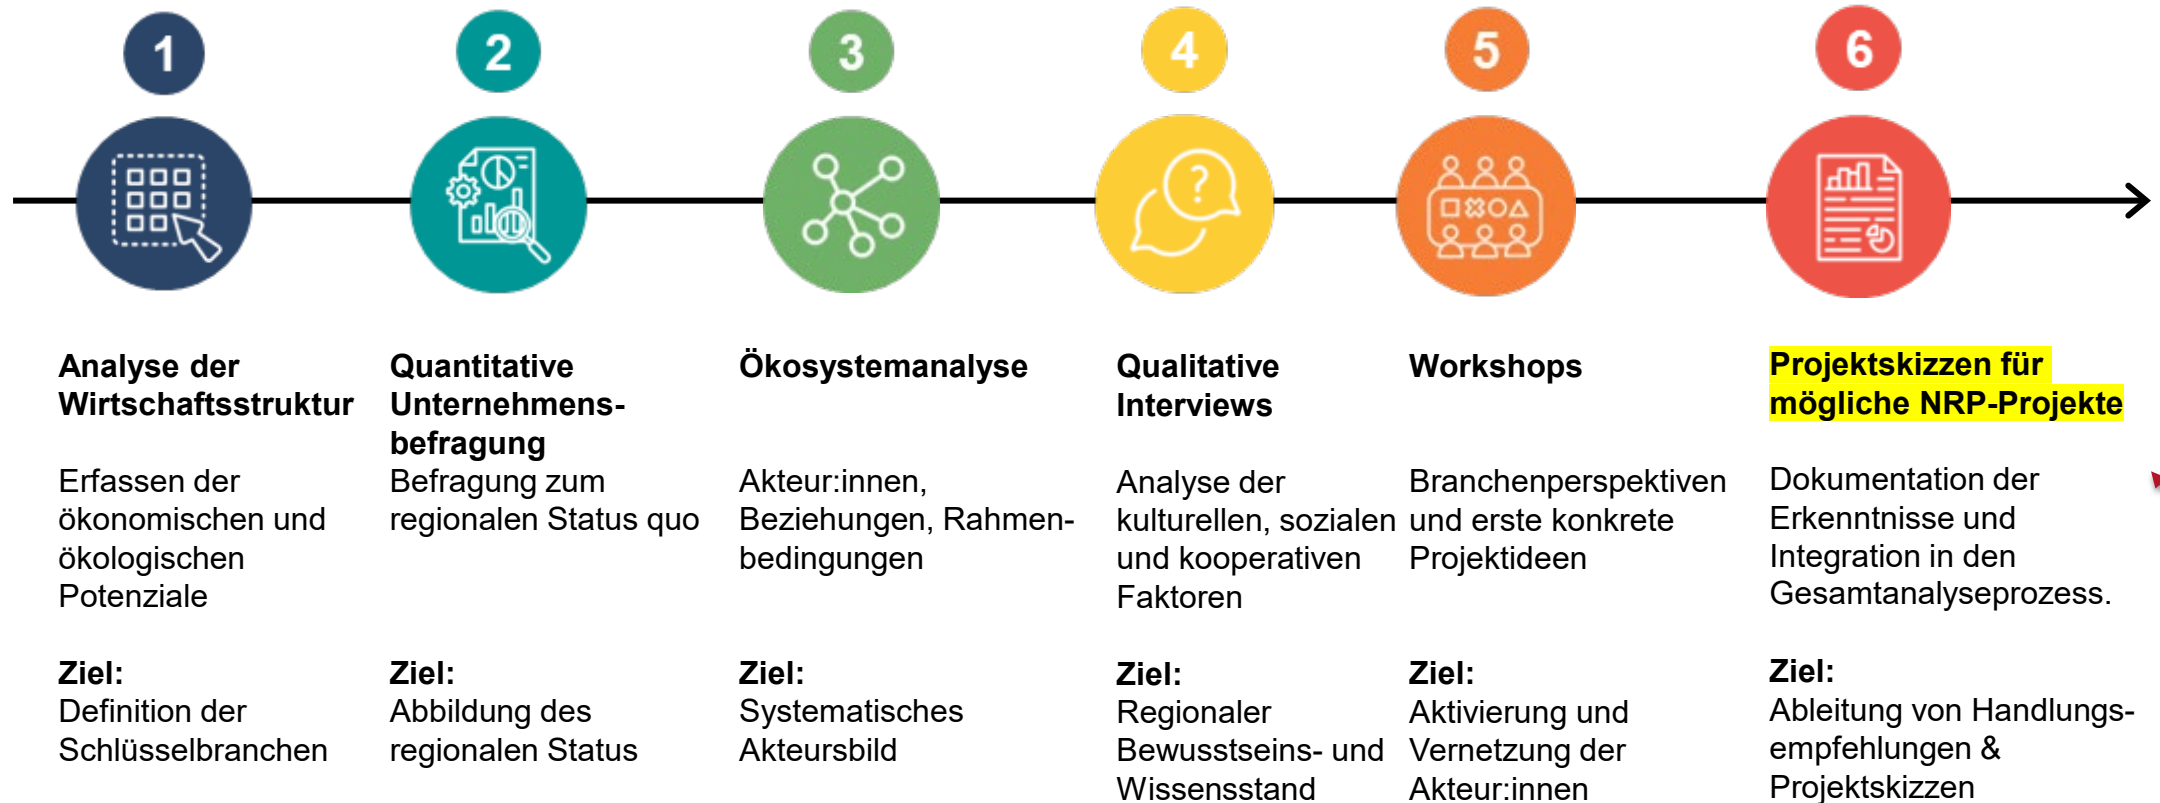 1
2
3
4
5
6
?
Analyse der
Wirtschaftsstruktur
Erfassen der
ökonomischen und
ökologischen
Potenziale
Ziel:
Definition der
Schlüsselbranchen
Quantitative
Unternehmens-
befragung
Befragung zum
regionalen Status quo
Ziel:
Abbildung des
regionalen Status
Ökosystemanalyse
Akteur:innen,
Beziehungen, Rahmen-
bedingungen
Ziel:
Systematisches
Akteursbild
Qualitative
Interviews
Analyse der
kulturellen, sozialen
und kooperativen
Faktoren
Ziel:
Regionaler
Bewusstseins- und
Wissensstand
Workshops
Branchenperspektiven
und erste konkrete
Projektideen
Ziel:
Aktivierung und
Vernetzung der
Akteur:innen
Projektskizzen für
mögliche NRP-Projekte
Dokumentation der
Erkenntnisse und
Integration in den
Gesamtanalyseprozess.
Ziel:
Ableitung von Handlungs-
empfehlungen &
Projektskizzen